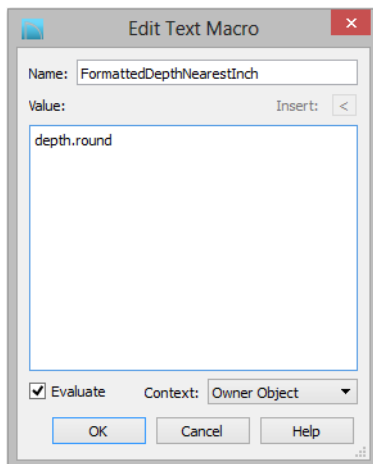 Edit Text Macro
Name: FormattedDepthNearestInch
Value: Insert: <
depth.round
Evaluate Context: Owner Object
OK Cancel Help